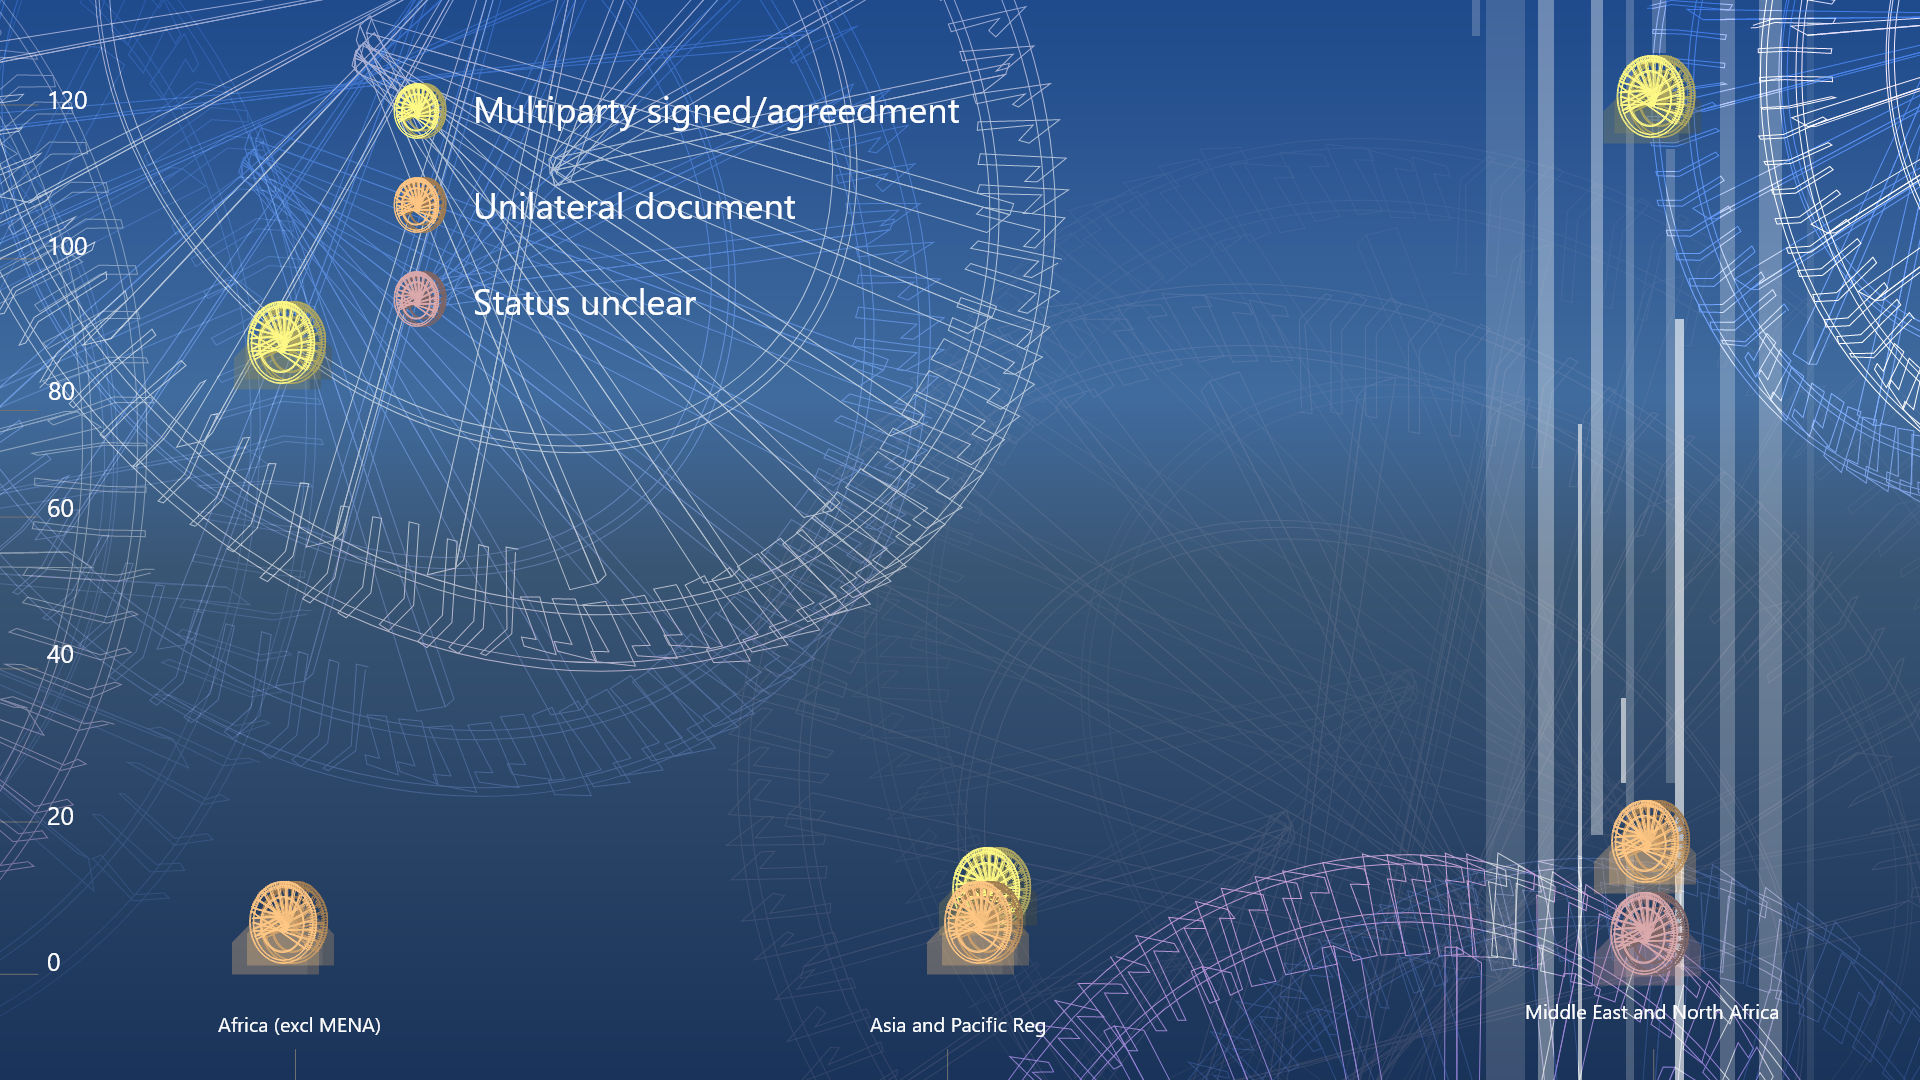 120
Multiparty signed/agreedment
Unilateral document
100
Status unclear
80
60
40
20
0
Africa (excl MENA)
Asia and Pacific Reg
Middle East and North Africa